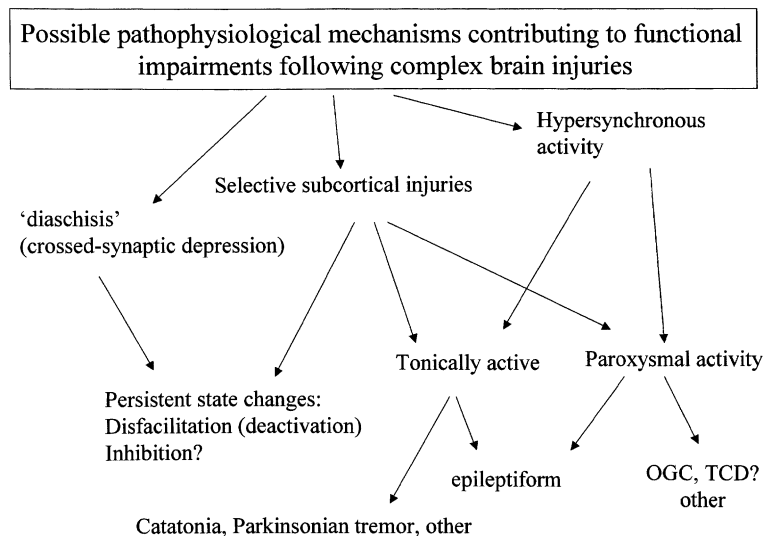 Possible pathophysiological mechanisms contributing to functional
impairments following complex brain injuries
Hypersynchronous
activity
Selective subcortical injuries
‘diaschisis’
(crossed-synaptic depression)
Tonically active
Paroxysmal activity
Persistent state changes:
Disfacilitation (deactivation)
Inhibition?
epileptiform
OGC, TCD?
other
Catatonia, Parkinsonian tremor, other